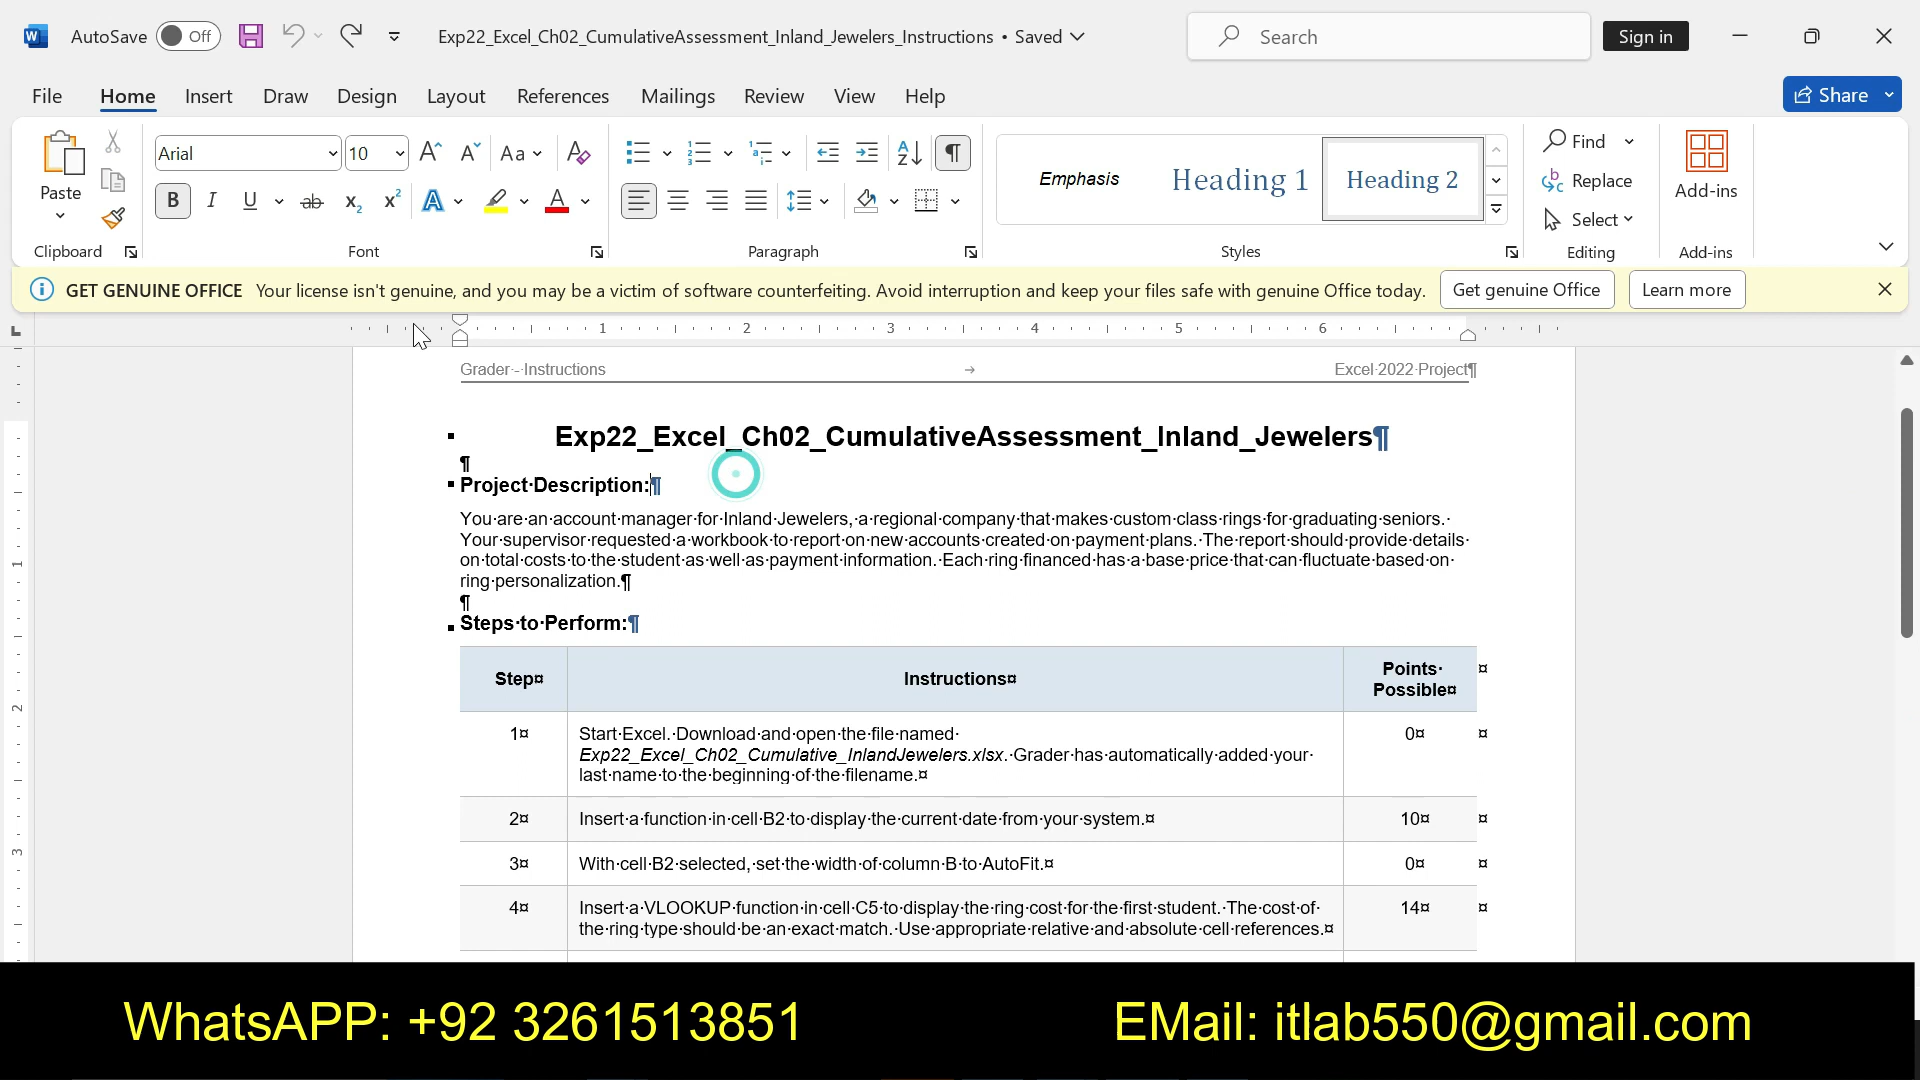 AutoSave Off Exp22_Excel_Ch02_CumulativeAssessment_Inland_Jewelers_Instructions • Saved Search Sign in
File Home Insert Draw Design Layout References Mailings Review View Help Share
Paste Arial 10 Aa Emphasis Heading 1 Heading 2 Find Replace Select Add-ins
Clipboard Font Paragraph Styles Editing Add-ins
GET GENUINE OFFICE Your license isn't genuine, and you may be a victim of software counterfeiting. Avoid interruption and keep your files safe with genuine Office today. Get genuine Office Learn more
1 2 3 4 5 6
Grader·-·Instructions → Excel·2022·Project¶
Exp22_Excel_Ch02_CumulativeAssessment_Inland_Jewelers¶
¶
Project·Description:¶
You·are·an·account·manager·for·Inland·Jewelers,·a·regional·company·that·makes·custom·class·rings·for·graduating·seniors.·
Your·supervisor·requested·a·workbook·to·report·on·new·accounts·created·on·payment·plans.·The·report·should·provide·details·
on·total·costs·to·the·student·as·well·as·payment·information.·Each·ring·financed·has·a·base·price·that·can·fluctuate·based·on·
ring·personalization.¶
¶
Steps·to·Perform:¶
Step¤ Instructions¤ Points·Possible¤ ¤
1¤ Start·Excel.·Download·and·open·the·file·named· 0¤ ¤
Exp22_Excel_Ch02_Cumulative_InlandJewelers.xlsx.·Grader·has·automatically·added·your·
last·name·to·the·beginning·of·the·filename.¤
2¤ Insert·a·function·in·cell·B2·to·display·the·current·date·from·your·system.¤ 10¤ ¤
3¤ With·cell·B2·selected,·set·the·width·of·column·B·to·AutoFit.¤ 0¤ ¤
4¤ Insert·a·VLOOKUP·function·in·cell·C5·to·display·the·ring·cost·for·the·first·student.·The·cost·of· 14¤ ¤
the·ring·type·should·be·an·exact·match.·Use·appropriate·relative·and·absolute·cell·references.¤
WhatsAPP: +92 3261513851 EMail: itlab550@gmail.com